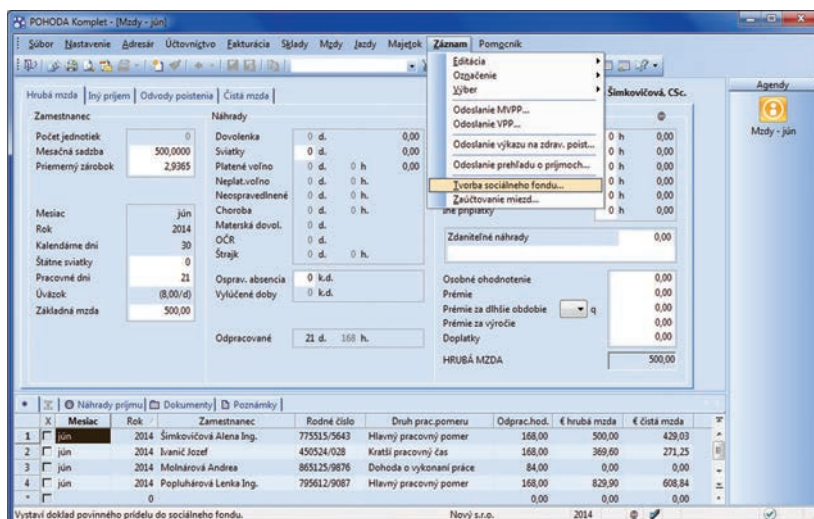 POHODA Komplet - [Mzdy - jún]
Súbor Nastavenie Adresár Účtovníctvo Fakturácia Sklady Mzdy Jazdy Majetok Záznam Pomocník
Editácia
Označenie
Výber
Odoslanie MVPP...
Odoslanie VPP...
Odoslanie výkazu na zdrav. poist...
Odoslanie prehľadu o príjmoch...
Tvorba sociálneho fondu...
Zaúčtovanie miezd...
Agendy
Mzdy - jún
Hrubá mzda Iný príjem Odvody poistenia Čistá mzda Šimkovičová, CSc.
Zamestnanec Náhrady
Počet jednotiek 0 Dovolenka 0 d. 0,00 0 h 0,00
Mesačná sadzba 500,0000 Sviatky 0 d. 0,00 0 h 0,00
Priemerný zárobok 2,9365 Platené voľno 0 d. 0 h 0,00 0 h 0,00
Neplat.voľno 0 d. 0 h. 0 h 0,00
Neospravedlnené 0 d. 0 h. 0 h 0,00
Mesiac jún Choroba 0 d. 0 h. Iné príplatky 0 h 0,00
Rok 2014 Materská dovol. 0 d.
Kalendárne dni 30 OČR 0 d. Zdaniteľné náhrady 0,00
Štátne sviatky 0 Štrajk 0 d. 0 h.
Pracovné dni 21 Osprav. absencia 0 k.d. Osobné ohodnotenie 0,00
Úväzok (8,00/d) Vylúčené doby 0 k.d. Prémie 0,00
Základná mzda 500,00 Prémie za dlhšie obdobie q 0,00
Prémie za výročie 0,00
Odpracované 21 d. 168 h. Doplatky 0,00
HRUBÁ MZDA 500,00
Náhrady príjmu Dokumenty Poznámky
X Mesiac Rok Zamestnanec Rodné číslo Druh prac.pomeru Odprac.hod. € hrubá mzda € čistá mzda
1 jún 2014 Šimkovičová Alena Ing. 775515/5643 Hlavný pracovný pomer 168,00 500,00 429,03
2 jún 2014 Ivanič Jozef 450524/028 Kratší pracovný čas 168,00 369,60 271,25
3 jún 2014 Molnárová Andrea 865125/9876 Dohoda o vykonaní práce 84,00 0,00 0,00
4 jún 2014 Popluhárová Lenka Ing. 795612/9087 Hlavný pracovný pomer 168,00 829,90 608,84
* 0 0,00 0,00 0,00
Vystaví doklad povinného prídelu do sociálneho fondu. Nový s.r.o. 2014 @